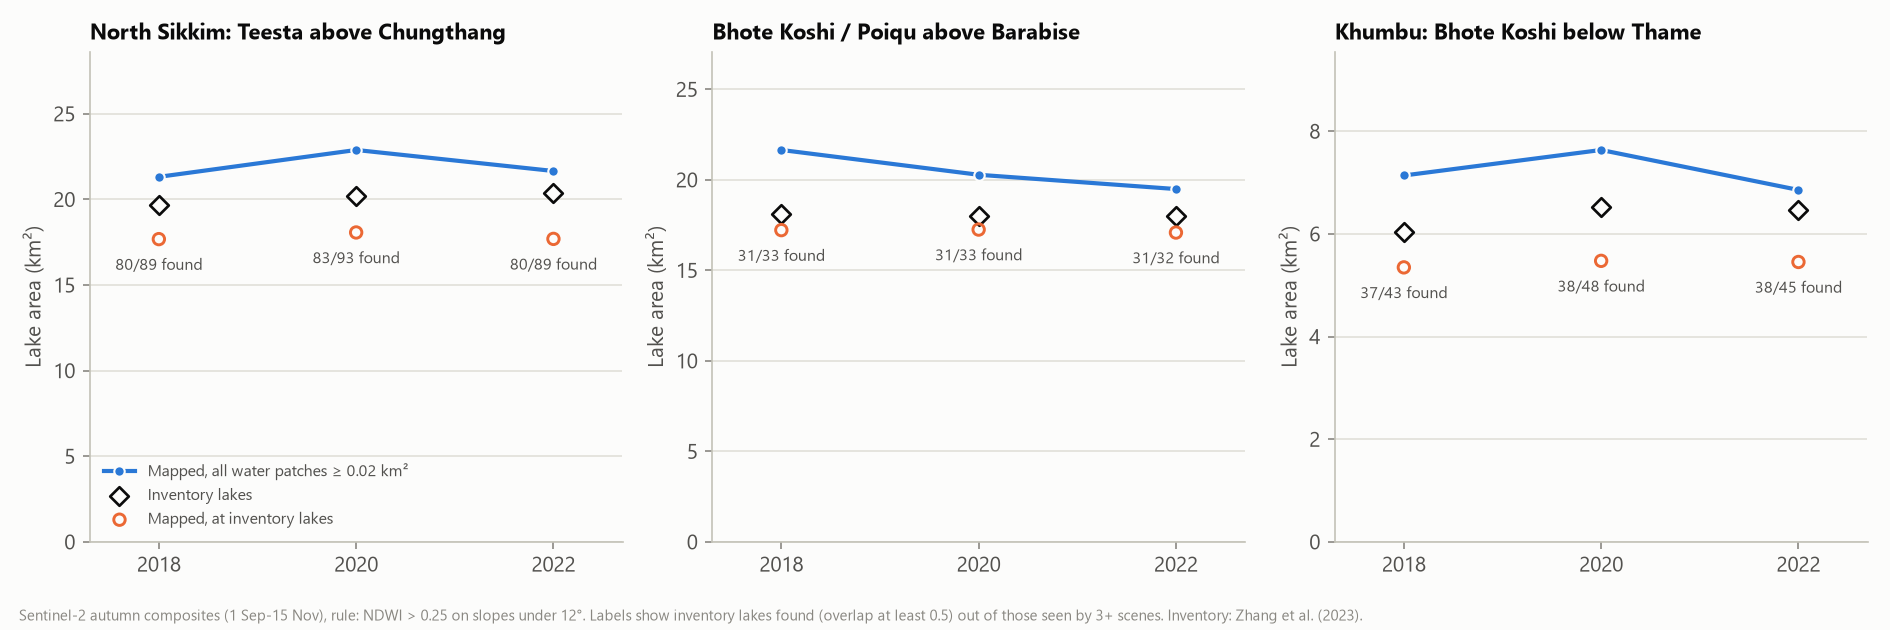 North Sikkim: Teesta above Chungthang
Lake area (km²)
25
20
15
10
5
0
80/89 found
83/93 found
80/89 found
Mapped, all water patches ≥ 0.02 km²
Inventory lakes
Mapped, at inventory lakes
2018
2020
2022
Bhote Koshi / Poiqu above Barabise
Lake area (km²)
25
20
15
10
5
0
31/33 found
31/33 found
31/32 found
2018
2020
2022
Khumbu: Bhote Koshi below Thame
Lake area (km²)
8
6
4
2
0
37/43 found
38/48 found
38/45 found
2018
2020
2022
Sentinel-2 autumn composites (1 Sep-15 Nov), rule: NDWI > 0.25 on slopes under 12°. Labels show inventory lakes found (overlap at least 0.5) out of those seen by 3+ scenes. Inventory: Zhang et al. (2023).